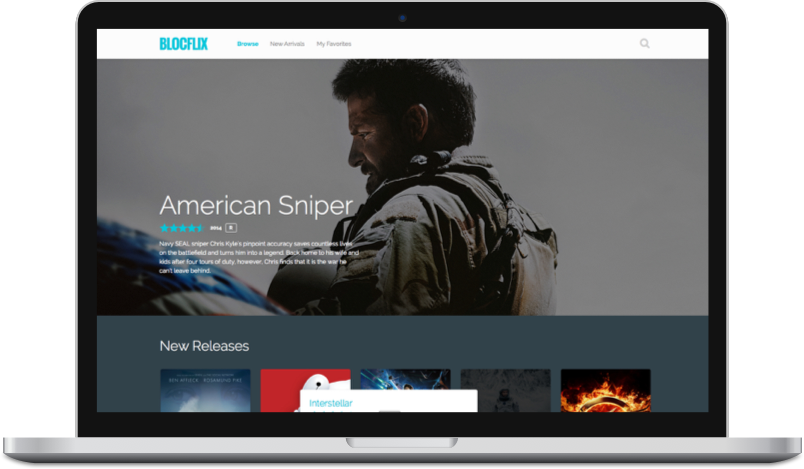 BLOCFLIX
Browse New Arrivals My Favorites
American Sniper
2014 R
Navy SEAL sniper Chris Kyle's pinpoint accuracy saves countless lives
on the battlefield and turns him into a legend. Back home to his wife and
kids after four tours of duty, however, Chris finds that it is the war he
can't leave behind.
New Releases
BEN AFFLECK ROSAMUND PIKE
Interstellar